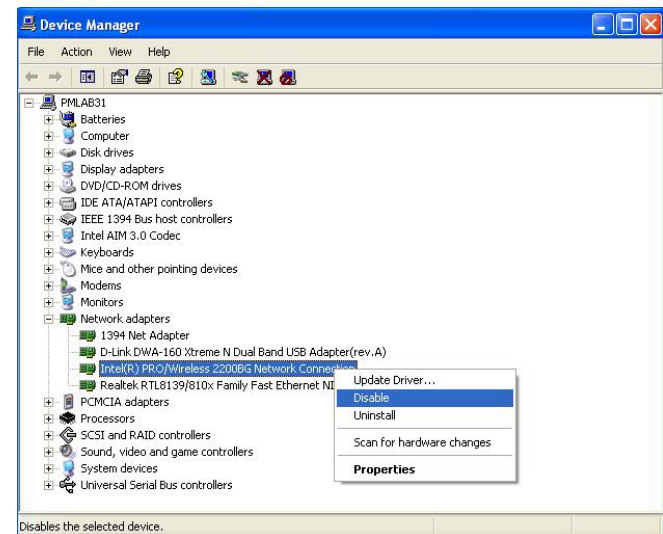 Device Manager
File Action View Help
PMLAB31
Batteries
Computer
Disk drives
Display adapters
DVD/CD-ROM drives
IDE ATA/ATAPI controllers
IEEE 1394 Bus host controllers
Intel AIM 3.0 Codec
Keyboards
Mice and other pointing devices
Modems
Monitors
Network adapters
1394 Net Adapter
D-Link DWA-160 Xtreme N Dual Band USB Adapter(rev.A)
Intel(R) PRO/Wireless 2200BG Network Connection
Realtek RTL8139/810x Family Fast Ethernet NI
PCMCIA adapters
Processors
SCSI and RAID controllers
Sound, video and game controllers
System devices
Universal Serial Bus controllers
Update Driver...
Disable
Uninstall
Scan for hardware changes
Properties
Disables the selected device.